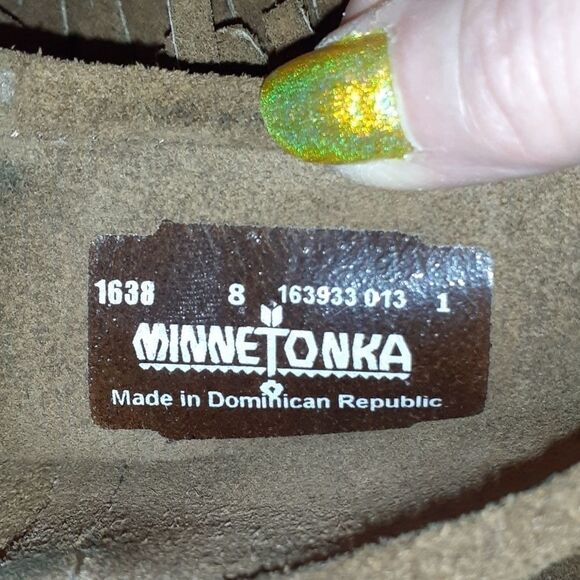 1638 8 163933 013 1
MINNETONKA
Made in Dominican Republic